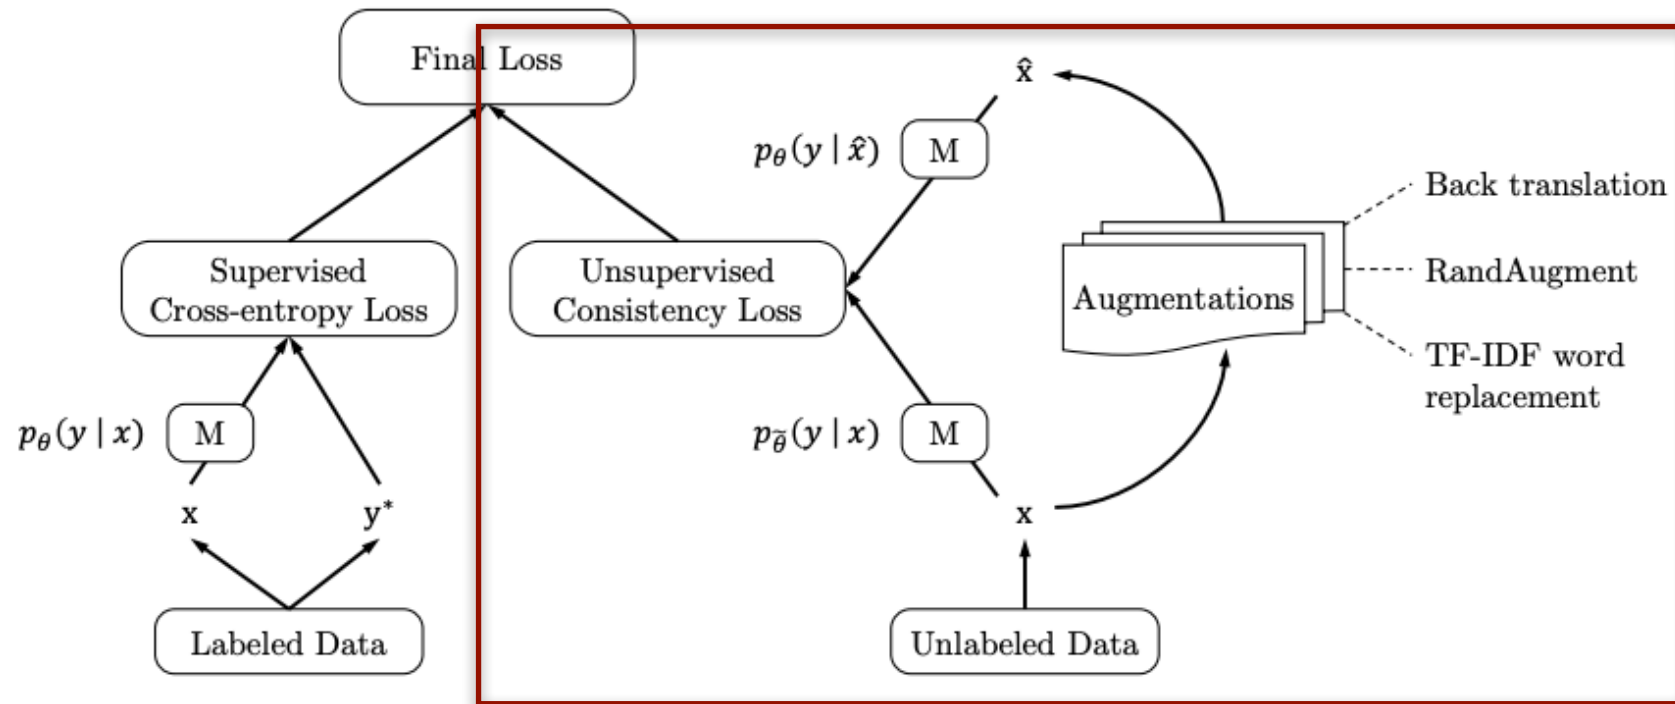 Final Loss
x̂
p_θ(y | x̂)
M
Back translation
Supervised
Cross-entropy Loss
Unsupervised
Consistency Loss
Augmentations
RandAugment
TF-IDF word
replacement
p_θ(y | x)
M
p_θ̃(y | x)
M
x
y*
x
Labeled Data
Unlabeled Data